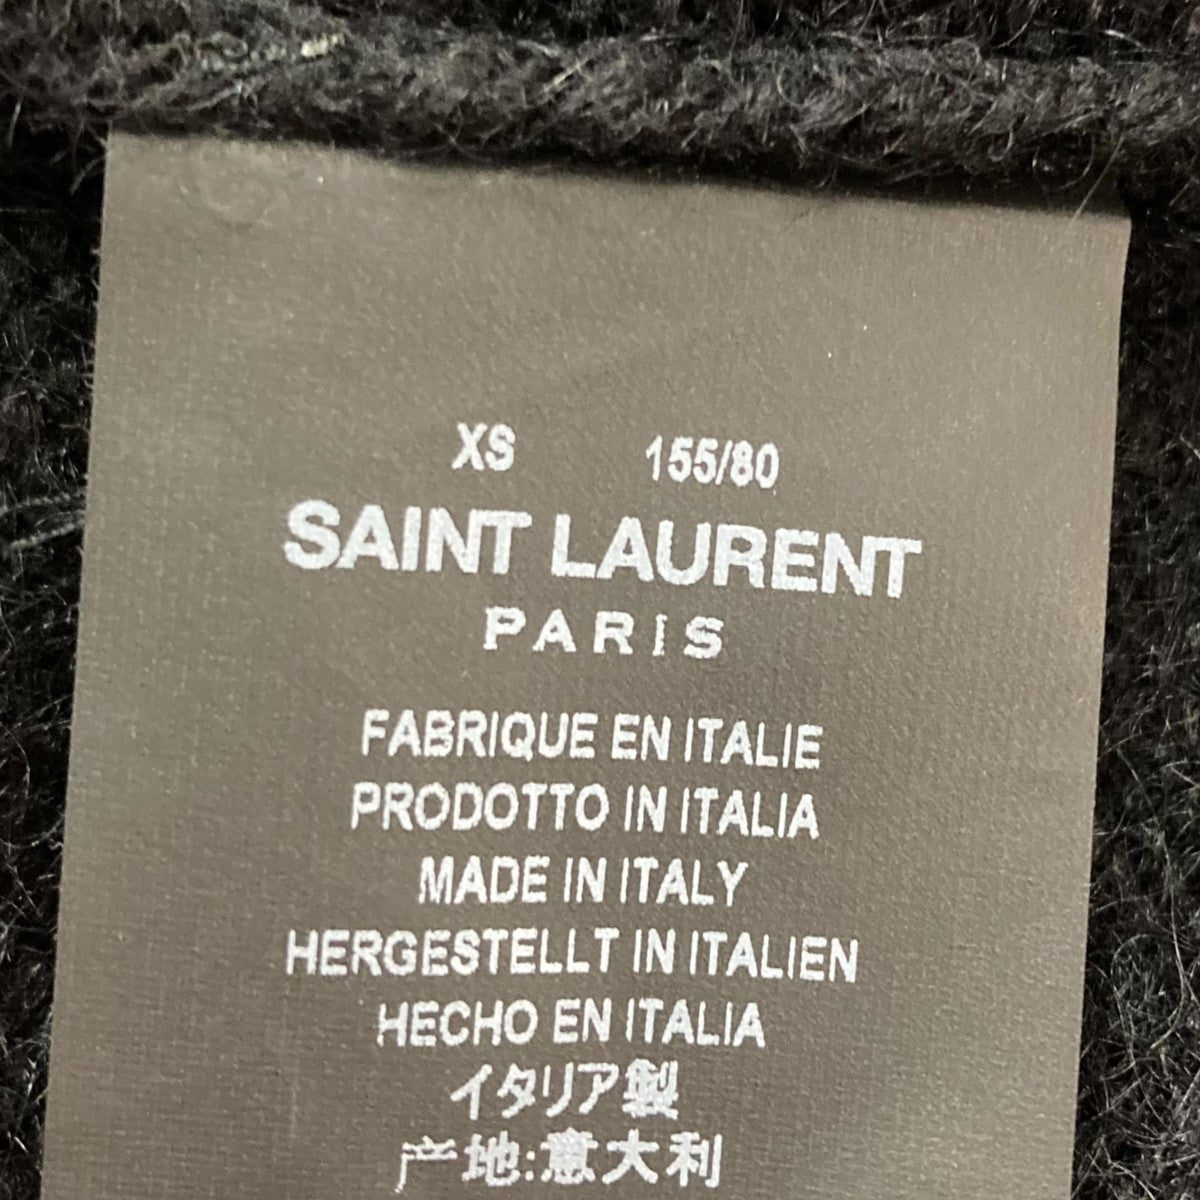 XS 155/80
SAINT LAURENT
PARIS
FABRIQUE EN ITALIE
PRODOTTO IN ITALIA
MADE IN ITALY
HERGESTELLT IN ITALIEN
HECHO EN ITALIA
イタリア製
产地:意大利